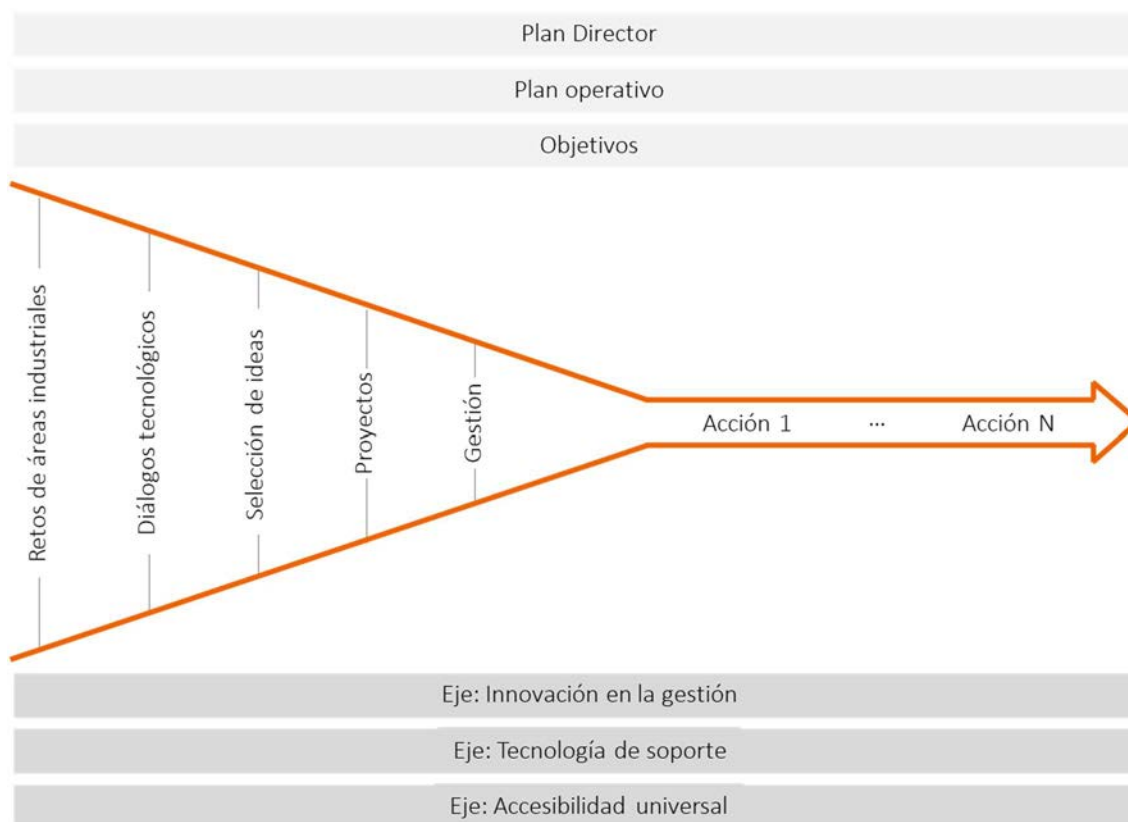 Plan Director
Plan operativo
Objetivos
Retos de áreas industriales
Diálogos tecnológicos
Selección de ideas
Proyectos
Gestión
Acción 1
...
Acción N
Eje: Innovación en la gestión
Eje: Tecnología de soporte
Eje: Accesibilidad universal